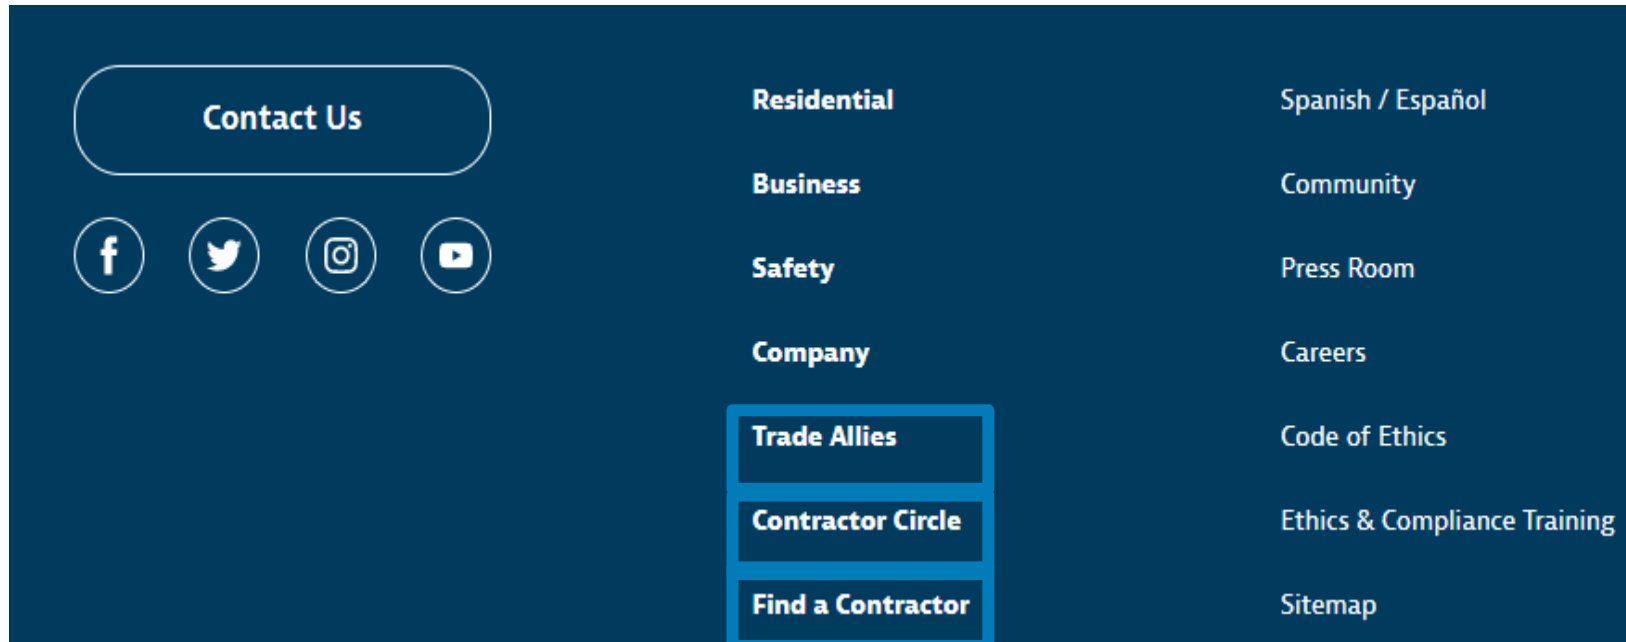 Contact Us
Residential
Business
Safety
Company
Trade Allies
Contractor Circle
Find a Contractor
Spanish / Español
Community
Press Room
Careers
Code of Ethics
Ethics & Compliance Training
Sitemap